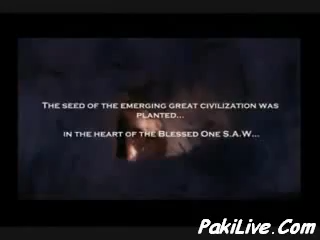 The seed of the emerging great civilization was
planted...
in the heart of the Blessed One S.A.W...
PakiLive.Com